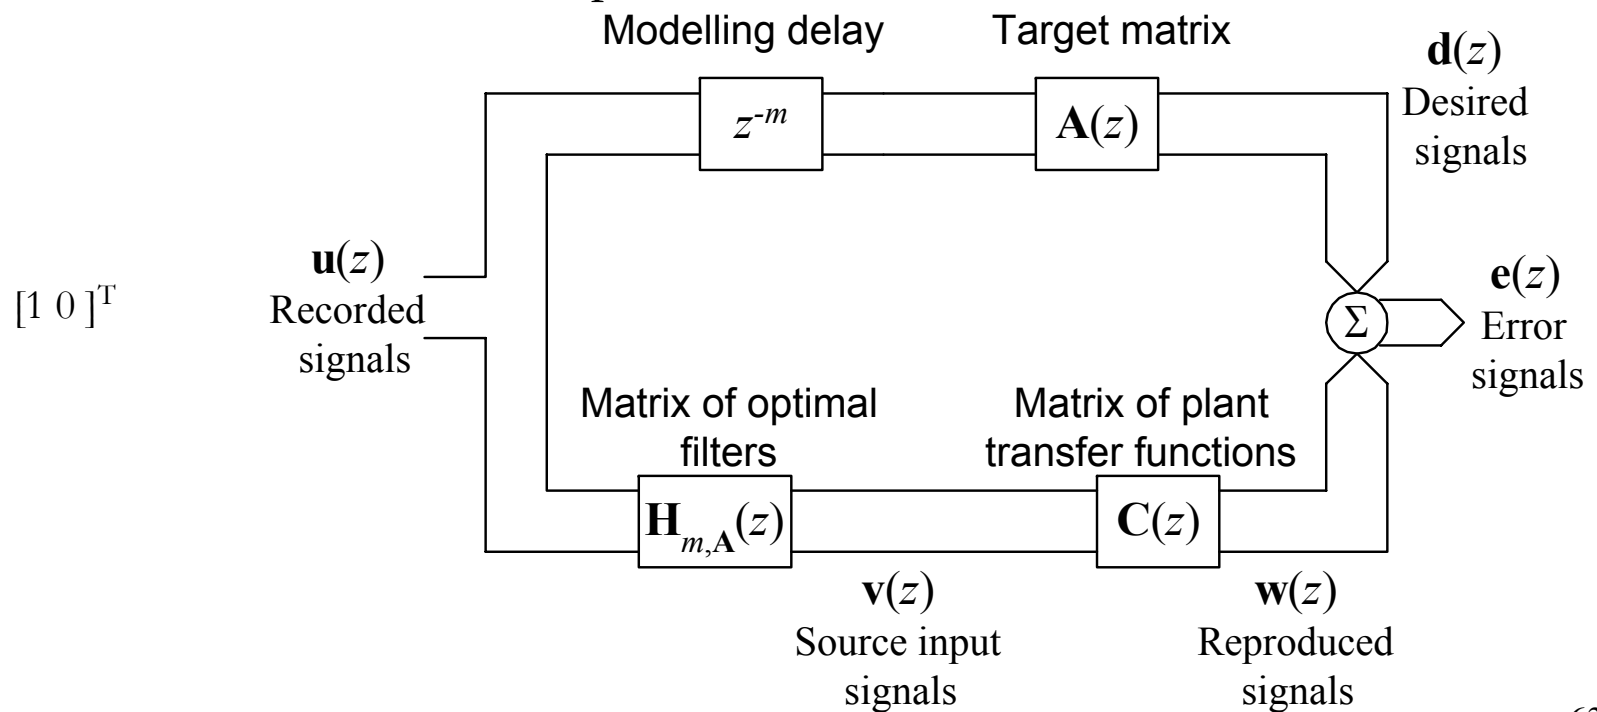 Modelling delay
Target matrix
d(z)
Desired
signals
z^-m
A(z)
u(z)
Recorded
signals
[1 0 ]^T
e(z)
Error
signals
Σ
Matrix of optimal
filters
Matrix of plant
transfer functions
H_m,A(z)
C(z)
v(z)
Source input
signals
w(z)
Reproduced
signals